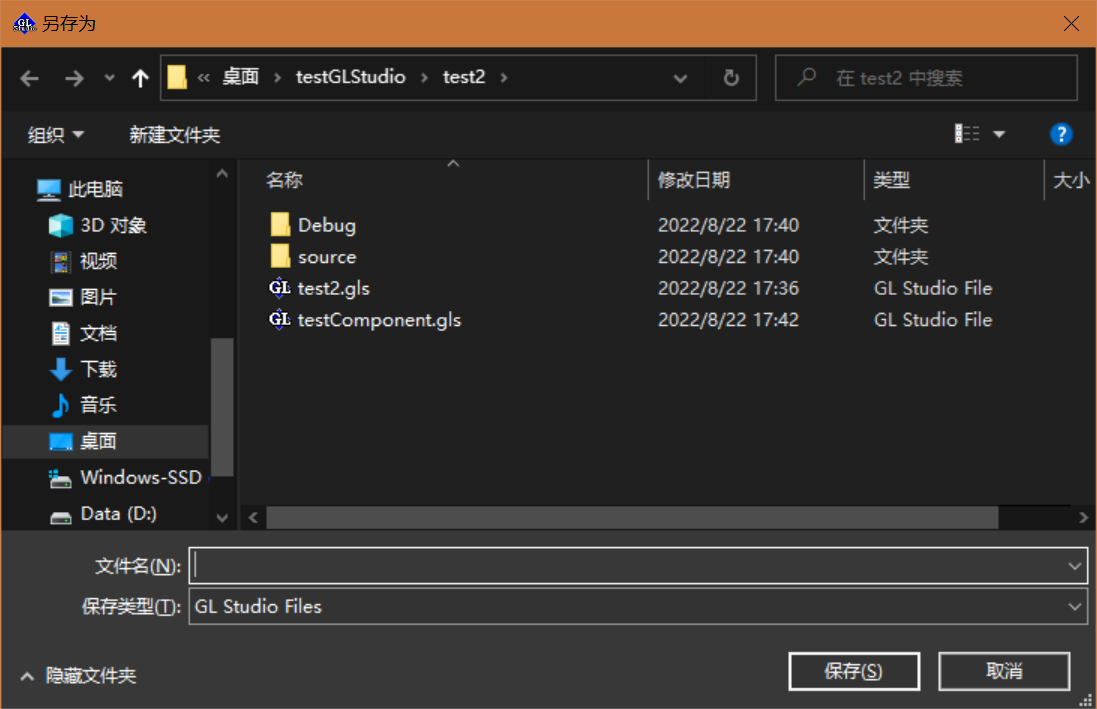 另存为
« 桌面 › testGLStudio › test2 ›
在 test2 中搜索
组织 新建文件夹
名称 修改日期 类型 大小
此电脑
3D 对象
视频
图片
文档
下载
音乐
桌面
Windows-SSD
Data (D:)
Debug 2022/8/22 17:40 文件夹
source 2022/8/22 17:40 文件夹
test2.gls 2022/8/22 17:36 GL Studio File
testComponent.gls 2022/8/22 17:42 GL Studio File
文件名(N):
保存类型(T): GL Studio Files
隐藏文件夹 保存(S) 取消